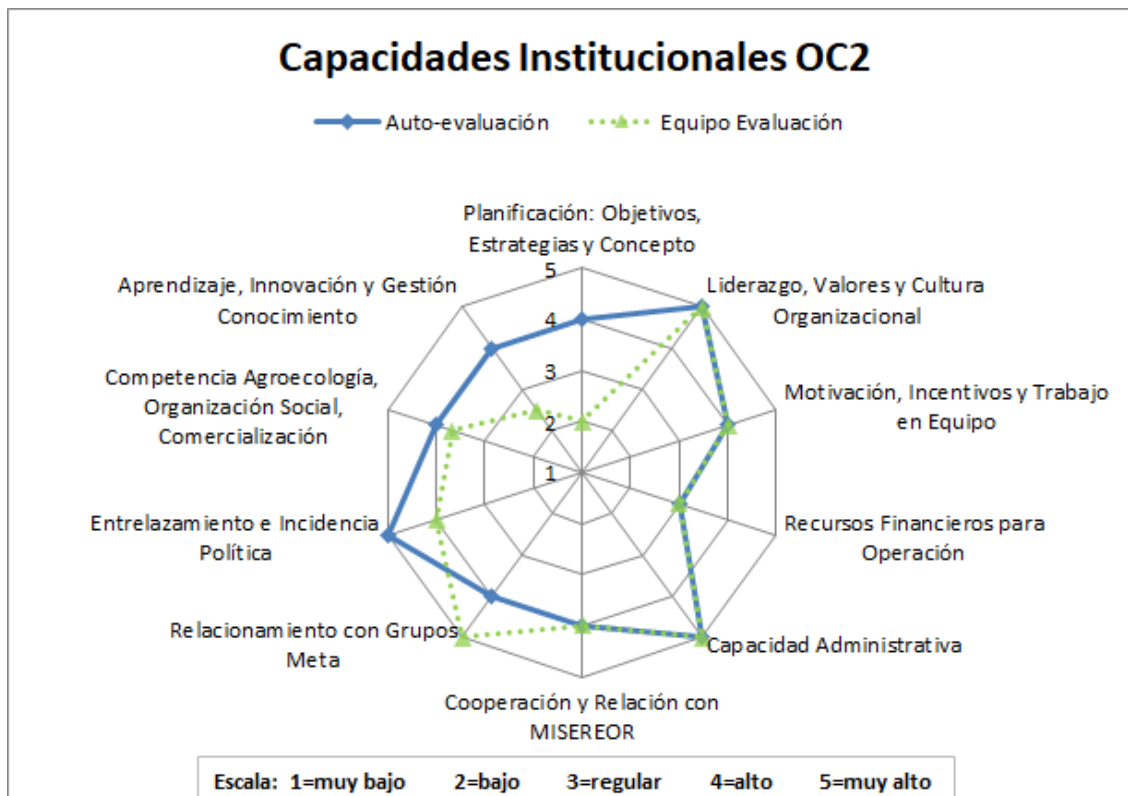 Capacidades Institucionales OC2
Auto-evaluación
Equipo Evaluación
Planificación: Objetivos,
Estrategias y Concepto
Liderazgo, Valores y Cultura
Organizacional
Motivación, Incentivos y Trabajo
en Equipo
Recursos Financieros para
Operación
Capacidad Administrativa
Cooperación y Relación con
MISEREOR
Relacionamiento con Grupos
Meta
Entrelazamiento e Incidencia
Política
Competencia Agroecología,
Organización Social,
Comercialización
Aprendizaje, Innovación y Gestión
Conocimiento
5
4
3
2
1
Escala: 1=muy bajo 2=bajo 3=regular 4=alto 5=muy alto